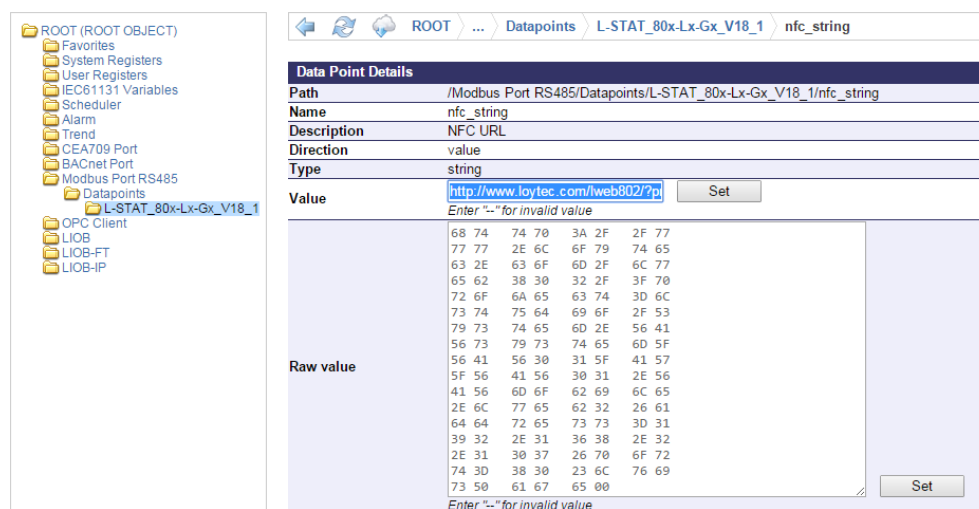 ROOT (ROOT OBJECT)
Favorites
System Registers
User Registers
IEC61131 Variables
Scheduler
Alarm
Trend
CEA709 Port
BACnet Port
Modbus Port RS485
Datapoints
L-STAT_80x-Lx-Gx_V18_1
OPC Client
LIOB
LIOB-FT
LIOB-IP
ROOT ... Datapoints L-STAT_80x-Lx-Gx_V18_1 nfc_string
Data Point Details
Path /Modbus Port RS485/Datapoints/L-STAT_80x-Lx-Gx_V18_1/nfc_string
Name nfc_string
Description NFC URL
Direction value
Type string
Value http://www.loytec.com/lweb802/?pr Set
Enter "--" for invalid value
Raw value
68 74 74 70 3A 2F 2F 77
77 77 2E 6C 6F 79 74 65
63 2E 63 6F 6D 2F 6C 77
65 62 38 30 32 2F 3F 70
72 6F 6A 65 63 74 3D 6C
73 74 75 64 69 6F 2F 53
79 73 74 65 6D 2E 56 41
56 73 79 73 74 65 6D 5F
56 41 56 30 31 5F 41 57
5F 56 41 56 30 31 2E 56
41 56 6D 6F 62 69 6C 65
2E 6C 77 65 62 32 26 61
64 64 72 65 73 73 3D 31
39 32 2E 31 36 38 2E 32
2E 31 30 37 26 70 6F 72
74 3D 38 30 23 6C 76 69
73 50 61 67 65 00
Set
Enter "--" for invalid value